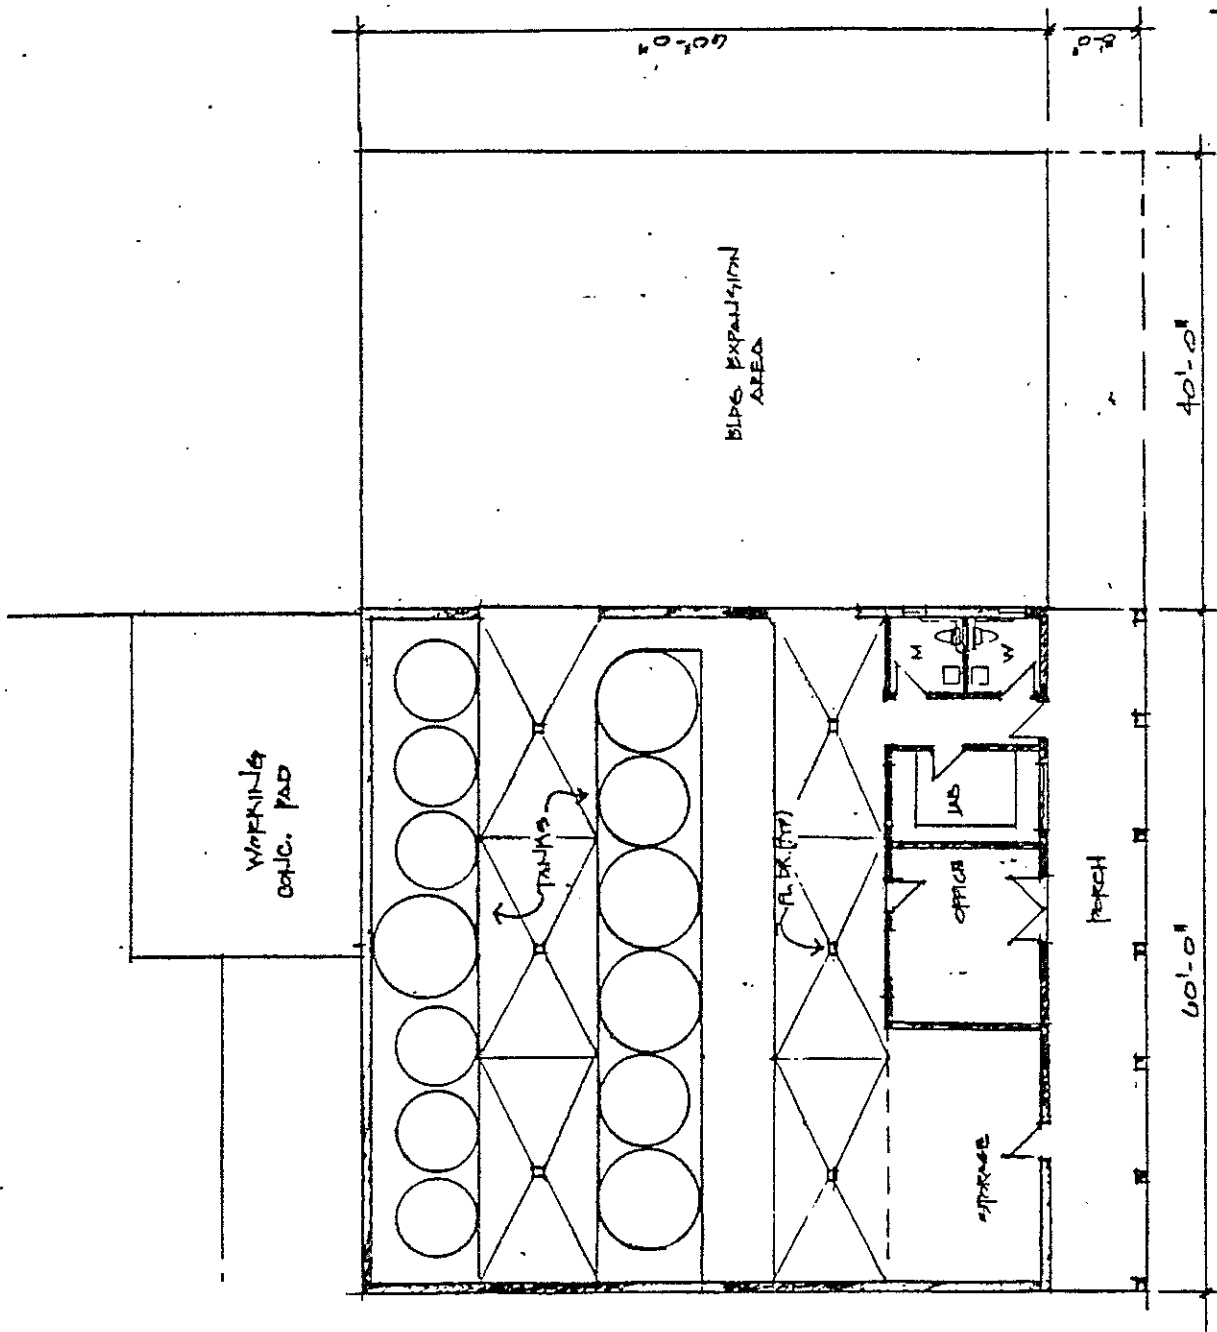 60'-0"
8'-0"
BLDG. EXPANSION
AREA
40'-0"
WORKING
CONC. PAD
TANKS
FL. DR. (TYP)
M
W
LAB
OFFICE
PORCH
STORAGE
60'-0"